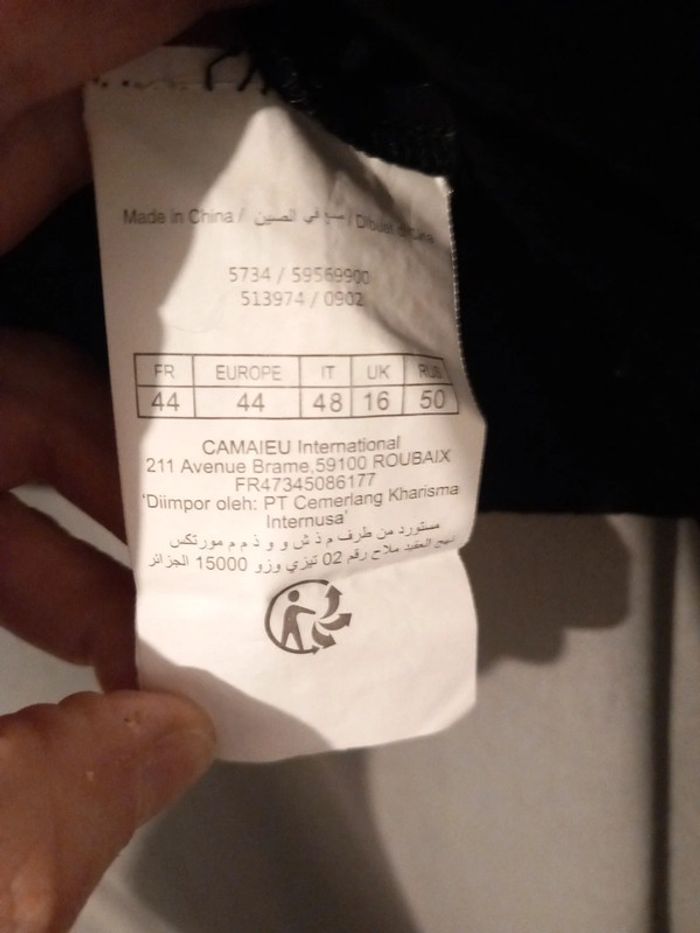 Made in China / صنع في الصين / Dibuat di Cina
5734 / 59569900
513974 / 0902
FR EUROPE IT UK RUS
44 44 48 16 50
CAMAIEU International
211 Avenue Brame,59100 ROUBAIX
FR47345086177
'Diimpor oleh: PT Cemerlang Kharisma
Internusa'
مستورد من طرف م ذ ش و و ذ م م مورتكس
نهج العقيد ملاح رقم 02 تيزي وزو 15000 الجزائر